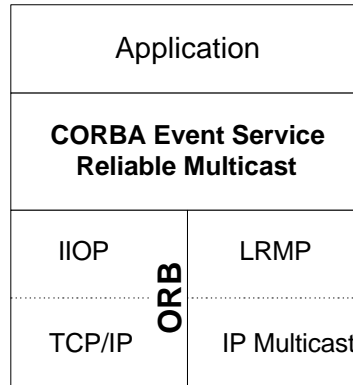 Application
CORBA Event Service
Reliable Multicast
IIOP
LRMP
ORB
TCP/IP
IP Multicast